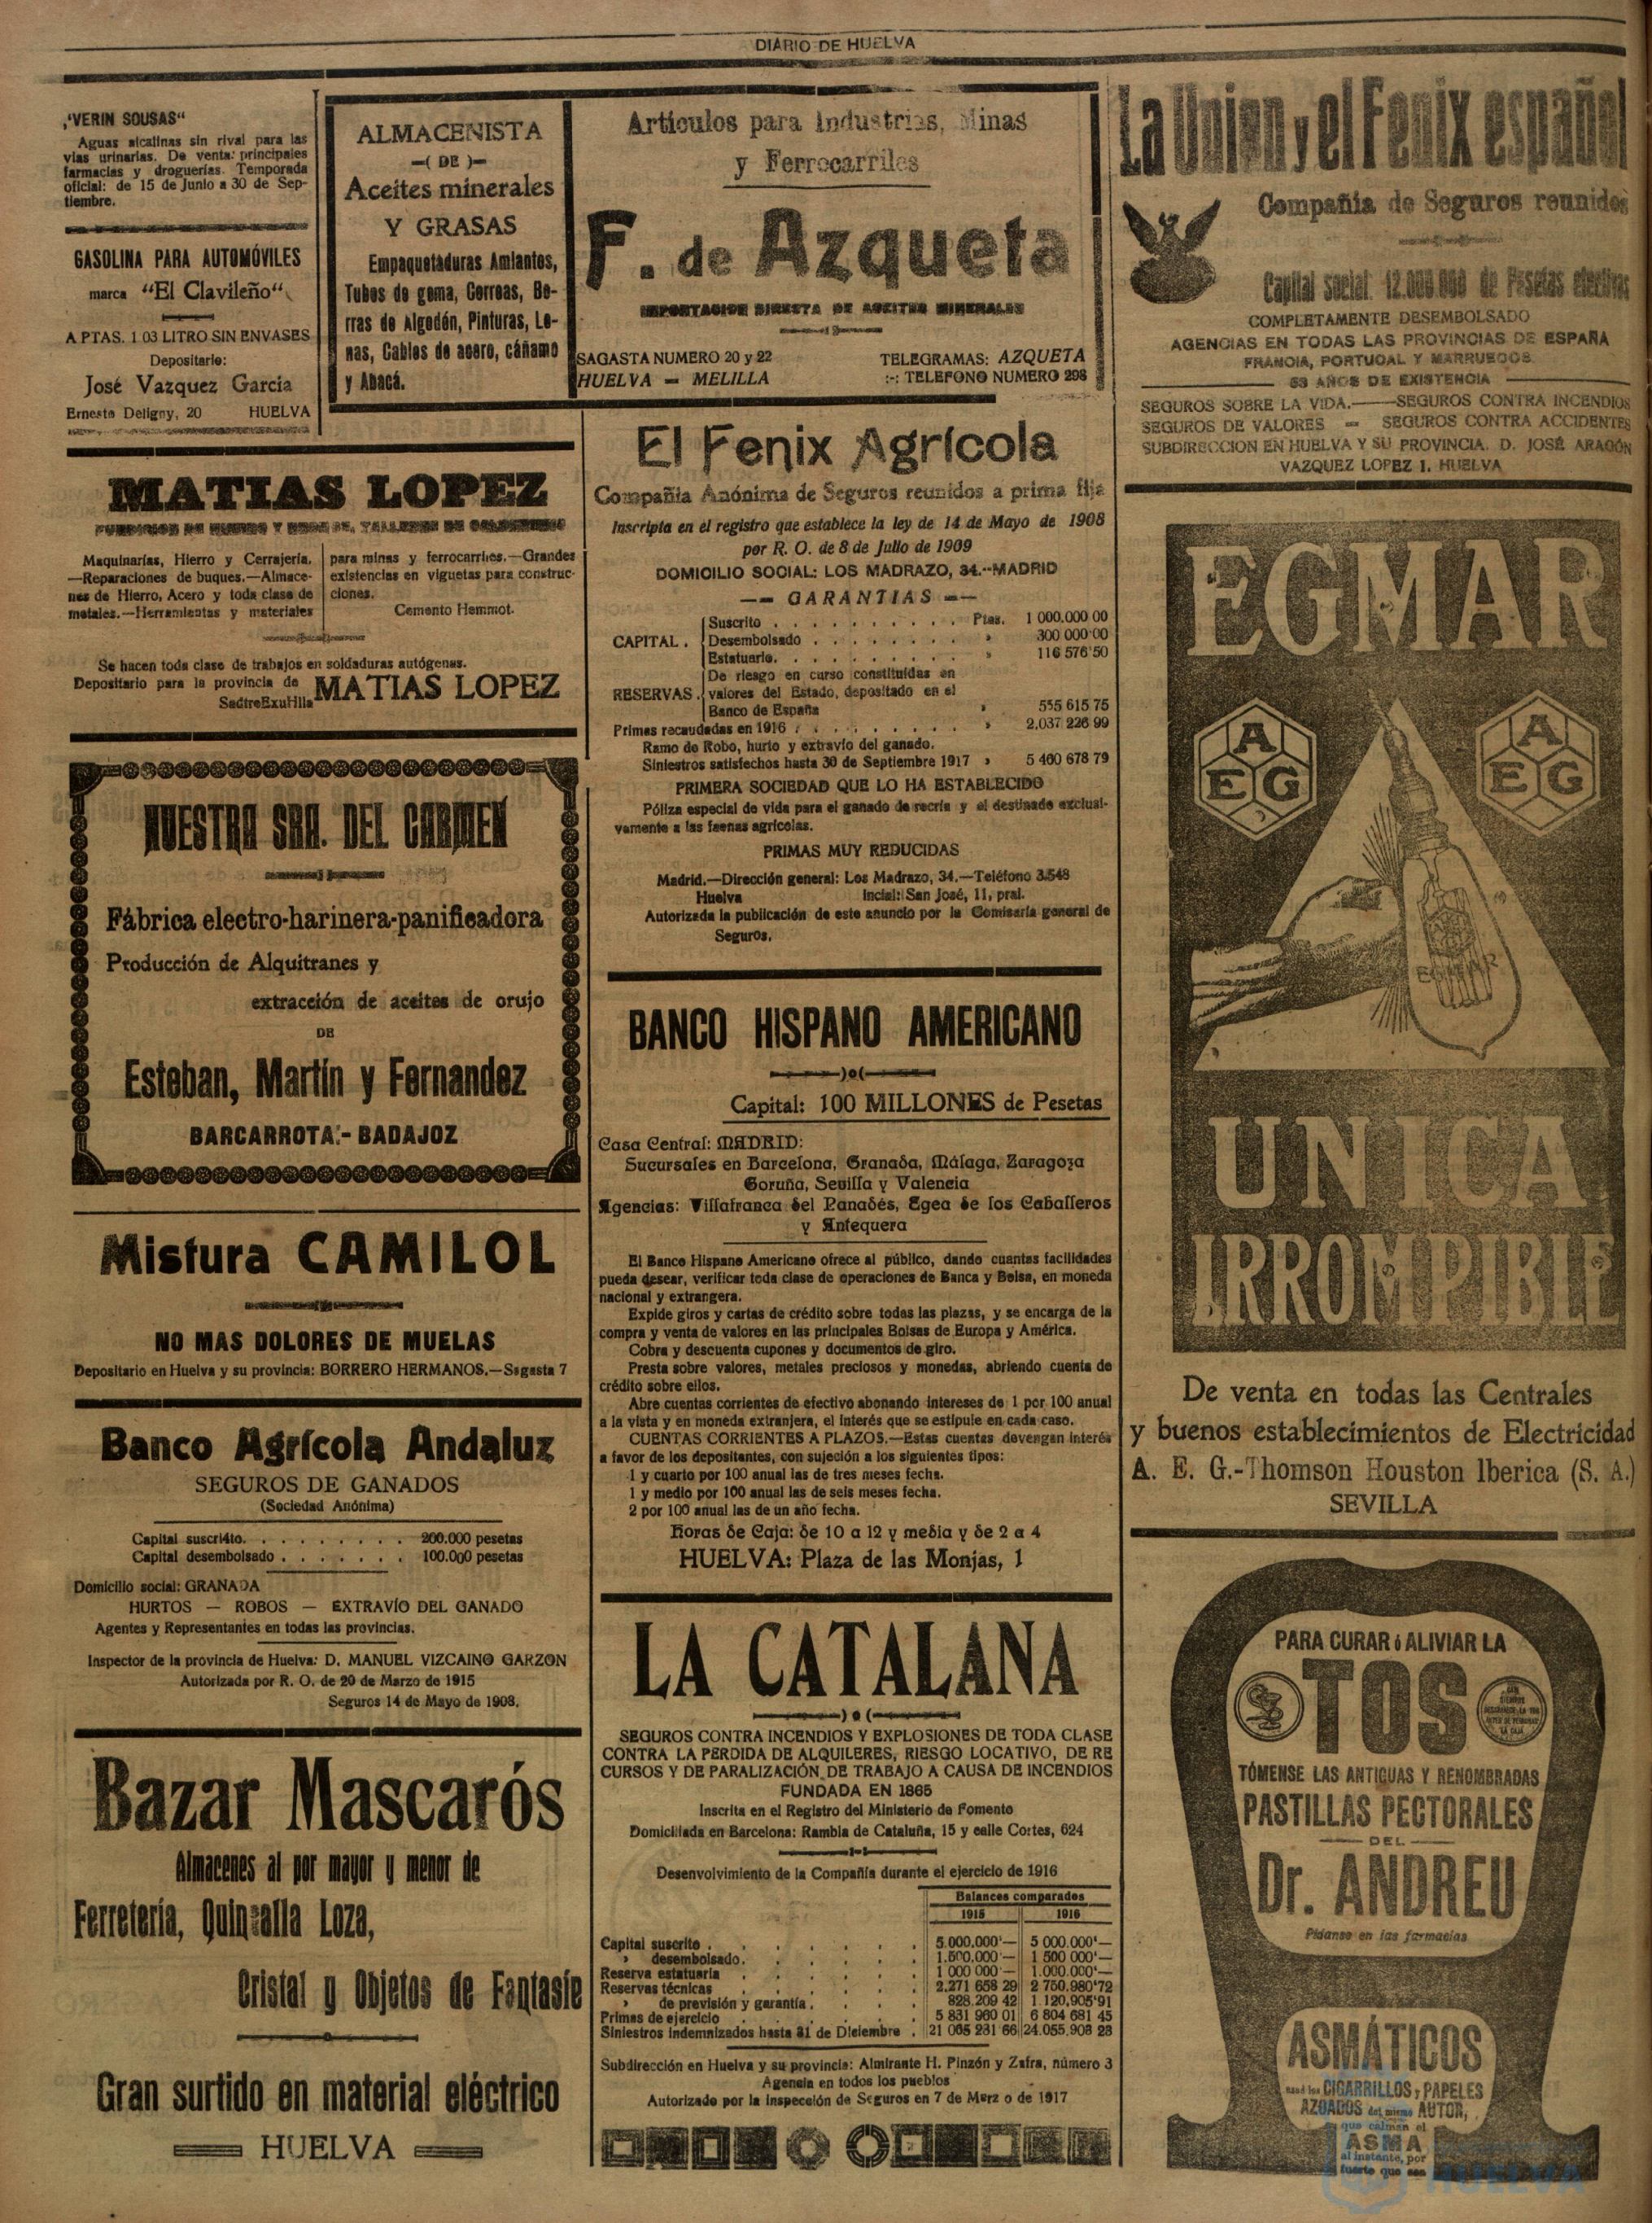 DIARIO DE HUELVA
,'VERIN SOUSAS"
Aguas alcalinas sin rival para las
vías urinarias. De venta: principales
farmacias y droguerías. Temporada
oficial: de 15 de Junio a 30 de Sep-
tiembre.
GASOLINA PARA AUTOMÓVILES
marca "El Clavileño"
A PTAS. 1 03 LITRO SIN ENVASES
Depositario:
José Vazquez García
Ernesto Deligny, 20 HUELVA
ALMACENISTA
—( DE )—
Aceites minerales
Y GRASAS
Empaquetaduras Amiantos,
Tubos de goma, Correas, Be-
rras de Algodón, Pinturas, Lo-
nas, Cables de acero, cáñamo
y Abacá.
Artículos para Industrias, Minas
y Ferrocarriles
F. de Azqueta
IMPORTACION DIRECTA DE ACEITES MINERALES
SAGASTA NUMERO 20 y 22
HUELVA — MELILLA
TELEGRAMAS: AZQUETA
:-: TELEFONO NUMERO 298
La Union y el Fenix español
Compañía de Seguros reunidos
Capital social: 12.000.000 de Pesetas efectivas
COMPLETAMENTE DESEMBOLSADO
AGENCIAS EN TODAS LAS PROVINCIAS DE ESPAÑA
FRANCIA, PORTUGAL Y MARRUECOS.
53 AÑOS DE EXISTENCIA
SEGUROS SOBRE LA VIDA.——SEGUROS CONTRA INCENDIOS
SEGUROS DE VALORES — SEGUROS CONTRA ACCIDENTES
SUBDIRECCION EN HUELVA Y SU PROVINCIA. D. JOSÉ ARAGÓN
VAZQUEZ LOPEZ 1. HUELVA
MATIAS LOPEZ
Maquinarías, Hierro y Cerrajería.
—Reparaciones de buques.—Almace-
nes de Hierro, Acero y toda clase de
metales.—Herramientas y materiales
para minas y ferrocarriles.—Grandes
existencias en viguetas para construc-
ciones.
Cemento Hemmot.
Se hacen toda clase de trabajos en soldaduras autógenas.
Depositario para la provincia de MATIAS LOPEZ
NUESTRA SRA. DEL CARMEN
Fábrica electro-harinera-panificadora
Producción de Alquitranes y
extracción de aceites de orujo
DE
Esteban, Martín y Fernandez
BARCARROTA:- BADAJOZ
Mistura CAMILOL
NO MAS DOLORES DE MUELAS
Depositario en Huelva y su provincia: BORRERO HERMANOS.—Sagasta 7
Banco Agrícola Andaluz
SEGUROS DE GANADOS
(Sociedad Anónima)
Capital suscri4to. . . . . . . . . 200.000 pesetas
Capital desembolsado . . . . . . . 100.000 pesetas
Domicilio social: GRANADA
HURTOS — ROBOS — EXTRAVÍO DEL GANADO
Agentes y Representantes en todas las provincias.
Inspector de la provincia de Huelva: D. MANUEL VIZCAINO GARZON
Autorizada por R. O. de 20 de Marzo de 1915
Seguros 14 de Mayo de 1908.
Bazar Mascarós
Almacenes al por mayor y menor de
Ferretería, Quincalla Loza,
Cristal y Objetos de Fantasía
Gran surtido en material eléctrico
HUELVA
El Fenix Agrícola
Compañía Anónima de Seguros reunidos a prima fija
Inscripta en el registro que establece la ley de 14 de Mayo de 1908
por R. O. de 8 de Julio de 1909
DOMICILIO SOCIAL: LOS MADRAZO, 34.--MADRID
—— GARANTIAS ——
CAPITAL . Suscrito . . . . . . . . . . Ptas. 1 000.000 00
Desembolsado . . . . . . . . » 300 000'00
Estatuario. . . . . . . . . . » 116 576'50
RESERVAS . De riesgo en curso constituídas en
valores del Estado, depositado en el
Banco de España » 555 615 75
Primas recaudadas en 1916 . . . . . . . . » 2,037 226 99
Ramo de Robo, hurto y extravío del ganado.
Siniestros satisfechos hasta 30 de Septiembre 1917 » 5 400 678 79
PRIMERA SOCIEDAD QUE LO HA ESTABLECIDO
Póliza especial de vida para el ganado de recría y el destinado exclusi-
vamente a las faenas agrícolas.
PRIMAS MUY REDUCIDAS
Madrid.—Dirección general: Los Madrazo, 34.—Teléfono 3.548
Huelva incial: San José, 11, pral.
Autorizada la publicación de este anuncio por la Comisaría general de
Seguros.
BANCO HISPANO AMERICANO
Capital: 100 MILLONES de Pesetas
Casa Central: MADRID:
Sucursales en Barcelona, Granada, Málaga, Zaragoza
Coruña, Sevilla y Valencia
Agencias: Villafranca del Panadés, Egea de los Caballeros
y Antequera
El Banco Hispano Americano ofrece al público, dando cuantas facilidades
pueda desear, verificar toda clase de operaciones de Banca y Bolsa, en moneda
nacional y extrangera.
Expide giros y cartas de crédito sobre todas las plazas, y se encarga de la
compra y venta de valores en las principales Bolsas de Europa y América.
Cobra y descuenta cupones y documentos de giro.
Presta sobre valores, metales preciosos y monedas, abriendo cuenta de
crédito sobre ellos.
Abre cuentas corrientes de efectivo abonando intereses de 1 por 100 anual
a la vista y en moneda extranjera, el interés que se estipule en cada caso.
CUENTAS CORRIENTES A PLAZOS.—Estas cuentas devengan interés
a favor de los depositantes, con sujeción a los siguientes tipos:
1 y cuarto por 100 anual las de tres meses fecha.
1 y medio por 100 anual las de seis meses fecha.
2 por 100 anual las de un año fecha.
Horas de Caja: de 10 a 12 y media y de 2 a 4
HUELVA: Plaza de las Monjas, 1
LA CATALANA
SEGUROS CONTRA INCENDIOS Y EXPLOSIONES DE TODA CLASE
CONTRA LA PERDIDA DE ALQUILERES, RIESGO LOCATIVO, DE RE
CURSOS Y DE PARALIZACIÓN DE TRABAJO A CAUSA DE INCENDIOS
FUNDADA EN 1865
Inscrita en el Registro del Ministerio de Fomento
Domiciliada en Barcelona: Rambla de Cataluña, 15 y calle Cortes, 624
Desenvolvimiento de la Compañía durante el ejercicio de 1916
Balances comparados
1915 1916
Capital suscrito . . . . . . . 5.000.000'— 5 000.000'—
» desembolsado. . . . . . 1.500.000'— 1 500 000'—
Reserva estatuaria . . . . . . 1 000 000'— 1.000.000'—
Reservas técnicas . . . . . . 2.271 658 29 2 750.980'72
» de previsión y garantía . . . . 828.209 42 1.120,905'91
Primas de ejercicio . . . . . . 5 831 960 01 6 804 681 45
Siniestros indemnizados hasta 31 de Diciembre . 21 065 231 66 24.055,908 23
Subdirección en Huelva y su provincia: Almirante H. Pinzón y Zafra, número 3
Agencia en todos los pueblos
Autorizado por la Inspección de Seguros en 7 de Marz o de 1917
EGMAR
AEG
AEG
EGMAR
UNICA
IRROMPIBLE
De venta en todas las Centrales
y buenos establecimientos de Electricidad
A. E. G.-Thomson Houston Iberica (S. A.)
SEVILLA
PARA CURAR ó ALIVIAR LA
TOS
TÓMENSE LAS ANTIGUAS Y RENOMBRADAS
PASTILLAS PECTORALES
— DEL —
Dr. ANDREU
Pídanse en las farmacias
ASMÁTICOS
usad los CIGARRILLOS y PAPELES
AZOADOS del mismo AUTOR,
que calman el
ASMA
al instante, por
fuerte que sea
HUELVA